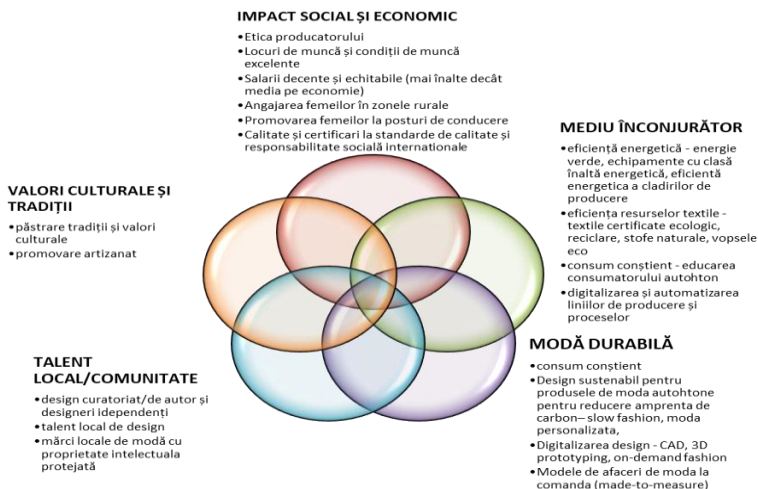 IMPACT SOCIAL ȘI ECONOMIC
•Etica producatorului
•Locuri de muncă și condiții de muncă
excelente
•Salarii decente și echitabile (mai înalte decât
media pe economie)
•Angajarea femeilor în zonele rurale
•Promovarea femeilor la posturi de conducere
•Calitate și certificari la standarde de calitate și
responsabilitate socială internationale
MEDIU ÎNCONJURĂTOR
•eficiență energetică - energie
verde, echipamente cu clasă
înaltă energetică, eficientă
energetica a cladirilor de
producere
•eficiența resurselor textile -
textile certificate ecologic,
reciclare, stofe naturale, vopsele
eco
•consum conștient - educarea
consumatorului autohton
•digitalizarea și automatizarea
liniilor de producere și
proceselor
MODĂ DURABILĂ
•consum conștient
•Design sustenabil pentru
produsele de moda autohtone
pentru reducere amprenta de
carbon– slow fashion, moda
personalizata,
•Digitalizarea design - CAD, 3D
prototyping, on-demand fashion
•Modele de afaceri de moda la
comanda (made-to-measure)
TALENT
LOCAL/COMUNITATE
•design curatoriat/de autor și
designeri idependenți
•talent local de design
•mărci locale de modă cu
proprietate intelectuala
protejată
VALORI CULTURALE ȘI
TRADIȚII
•păstrare tradiții și valori
culturale
•promovare artizanat